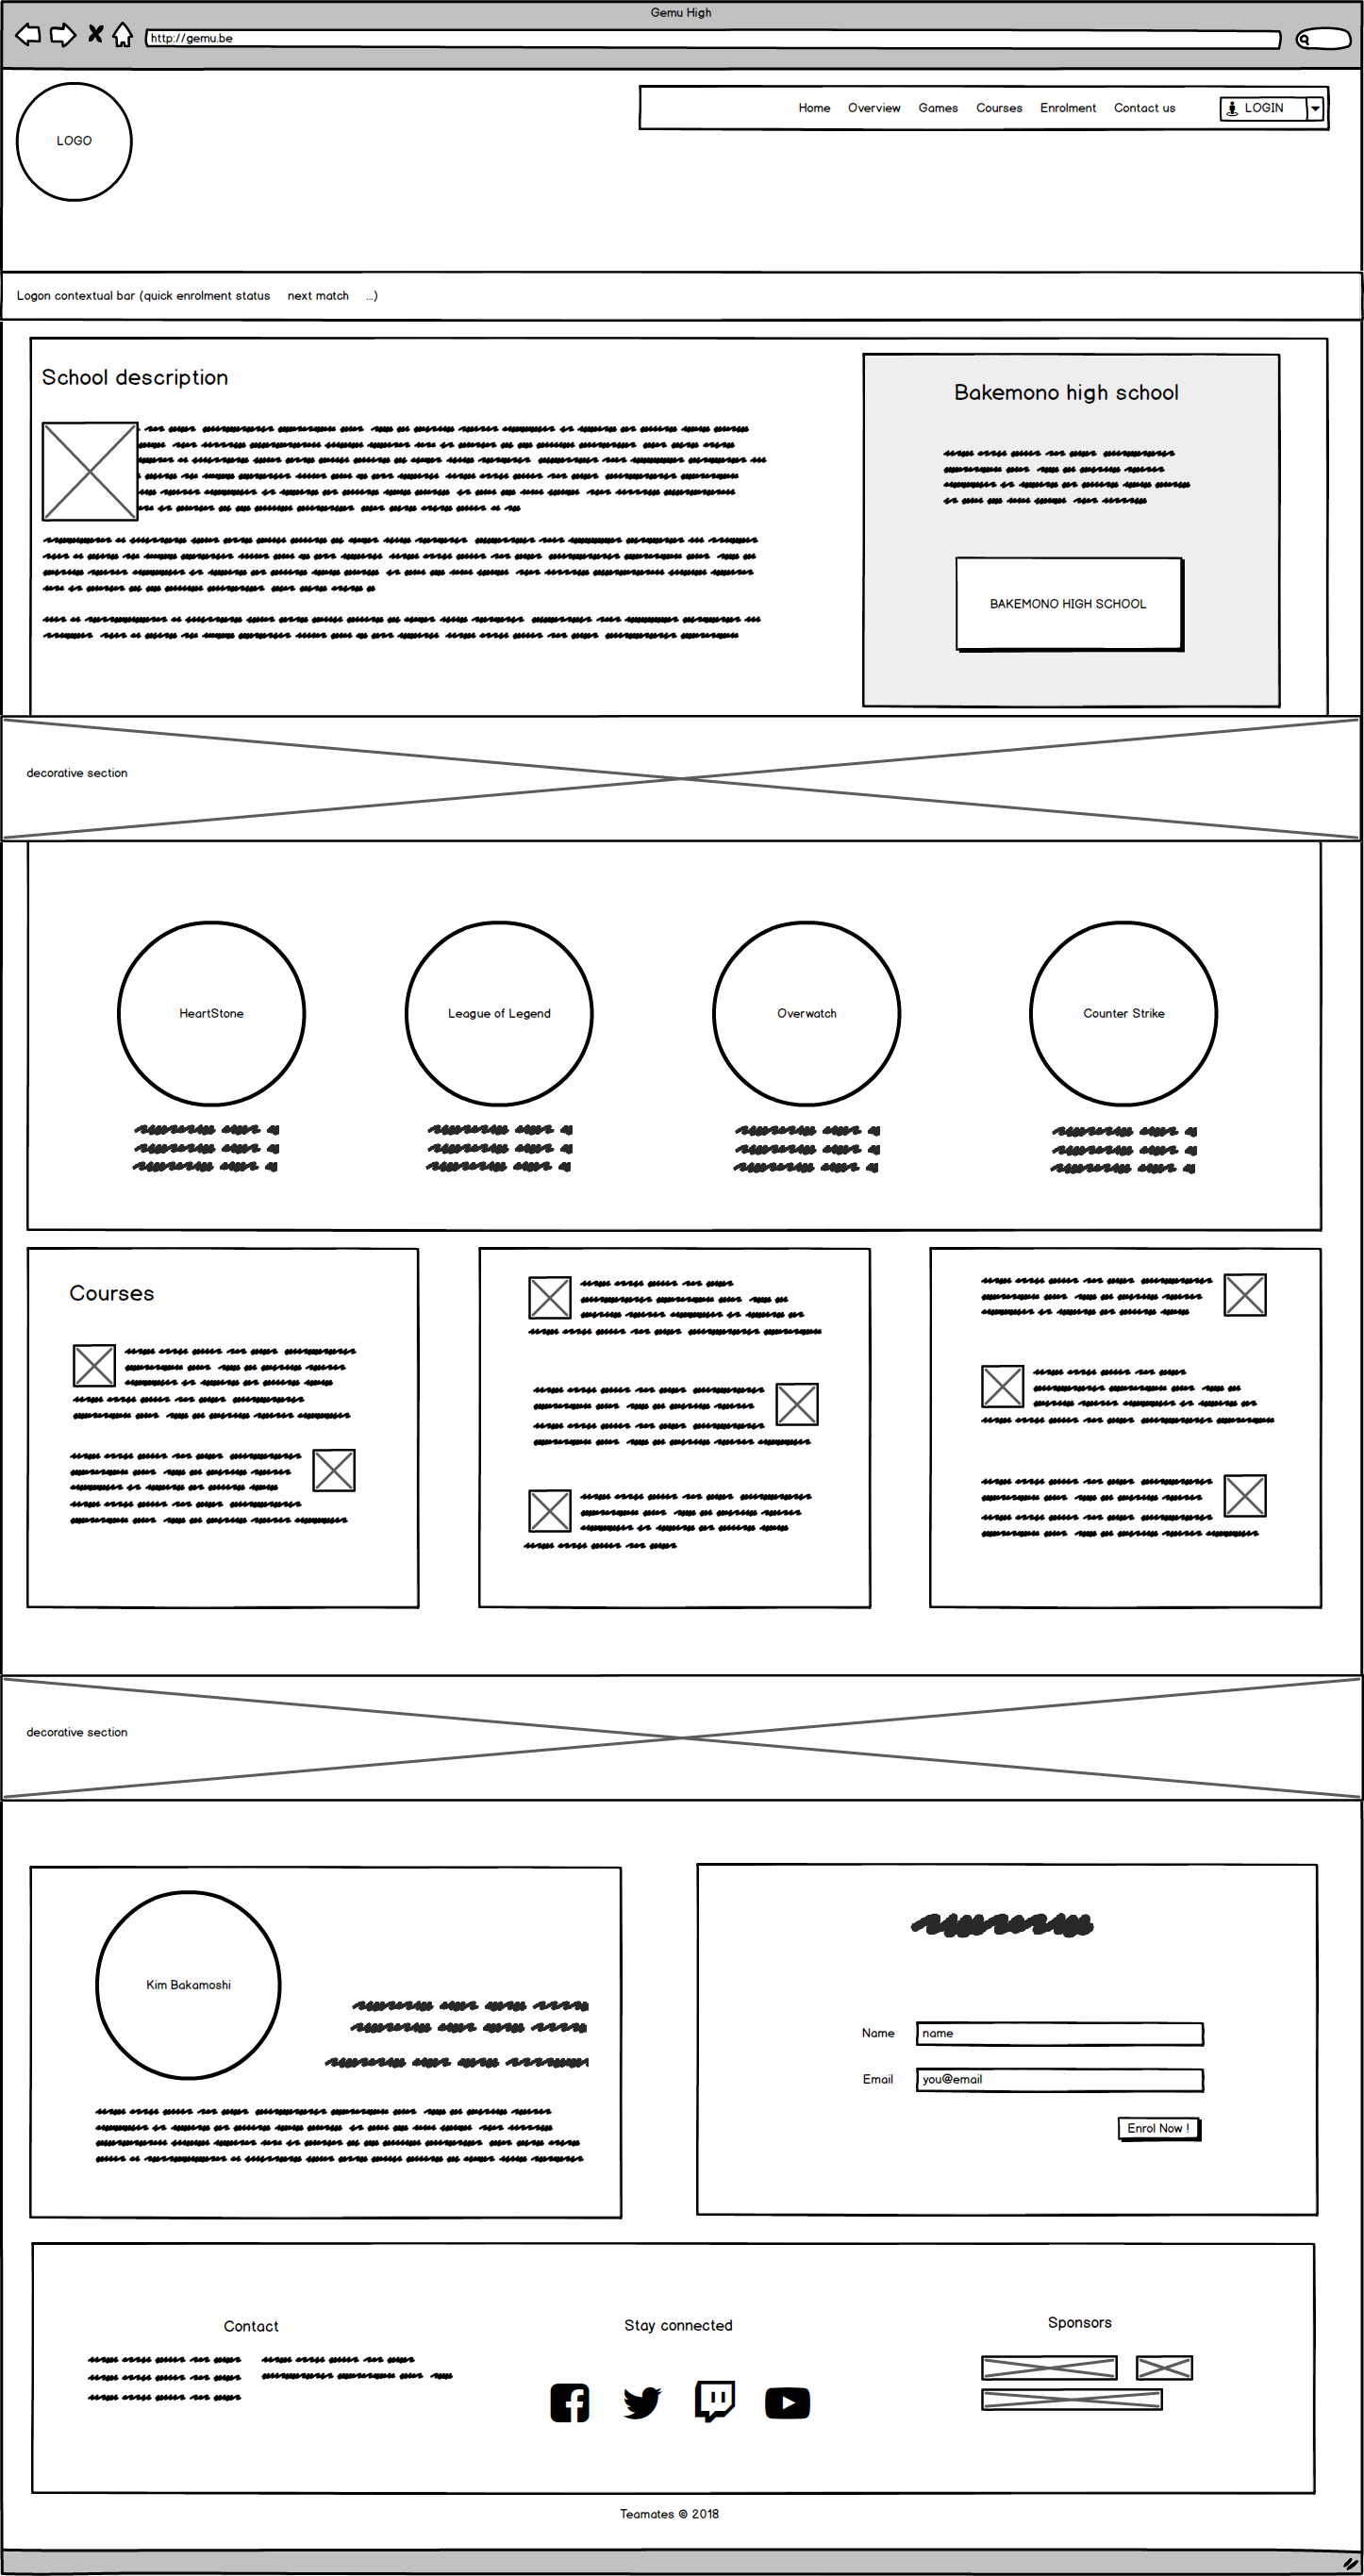 Gemu High
http://gemu.be
LOGO
Home Overview Games Courses Enrolment Contact us LOGIN
Logon contextual bar (quick enrolment status next match ...)
School description
Bakemono high school
BAKEMONO HIGH SCHOOL
decorative section
HeartStone League of Legend Overwatch Counter Strike
Courses
decorative section
Kim Bakamoshi
Name name
Email you@email
Enrol Now !
Contact Stay connected Sponsors
Teamates © 2018